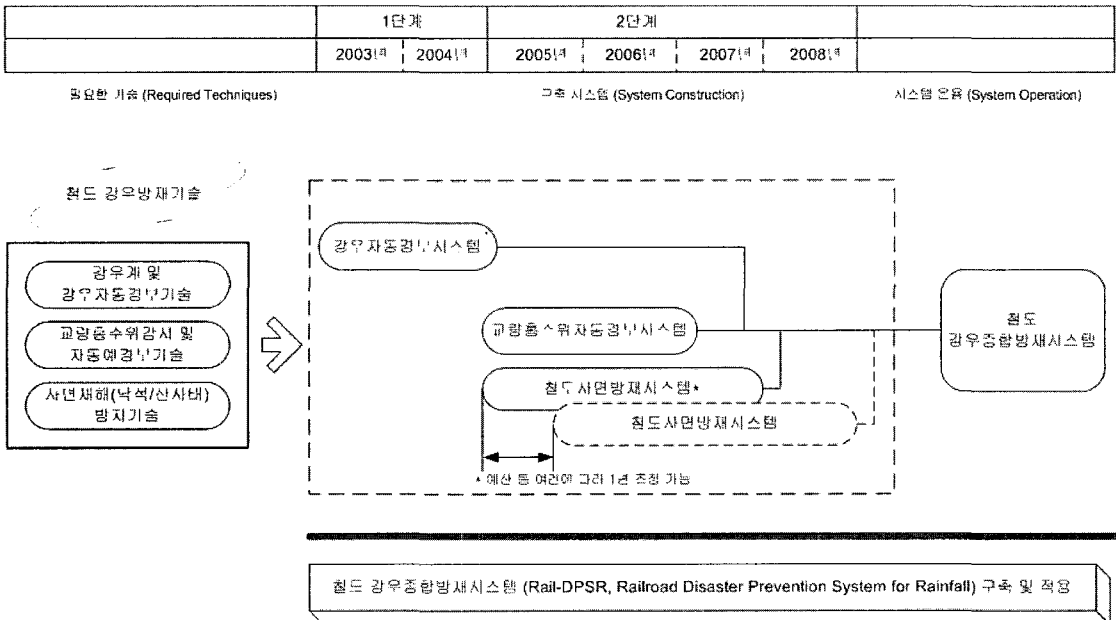 1단계 2단계
2003년 2004년 2005년 2006년 2007년 2008년
필요한 기술 (Required Techniques) 구축 시스템 (System Construction) 시스템 운용 (System Operation)
철도 강우방재기술
강우계 및
강우자동경보기술
교량홍수위감시 및
자동예경보기술
사면재해(낙석/산사태)
방지기술
강우자동경보시스템
교량홍수위자동경보시스템
철도사면방재시스템*
철도사면방재시스템
* 예산 등 여건에 따라 1년 조정 가능
철도
강우종합방재시스템
철도 강우종합방재시스템 (Rail-DPSR, Railroad Disaster Prevention System for Rainfall) 구축 및 적용